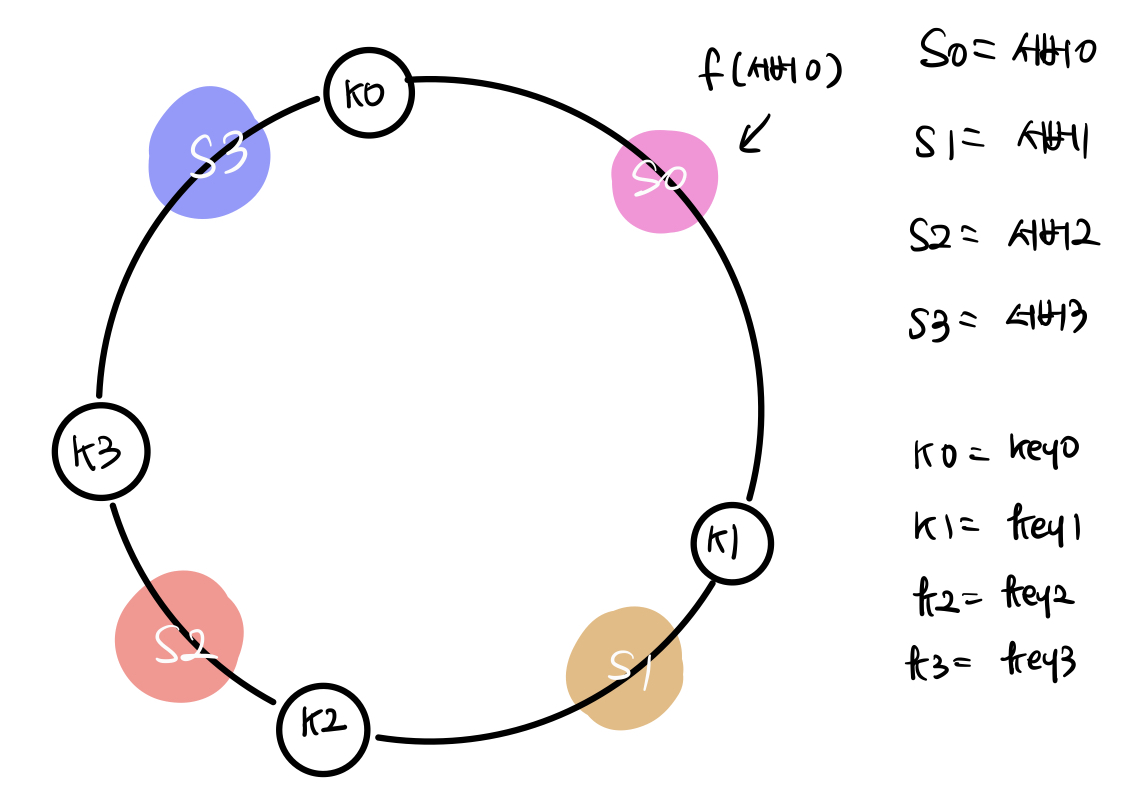 K0
S3
f(서버0)
S0
K3
K1
S2
S1
K2
S0= 서버0
S1= 서버1
S2= 서버2
S3= 서버3
K0= key0
K1= key1
k2= key2
k3= key3